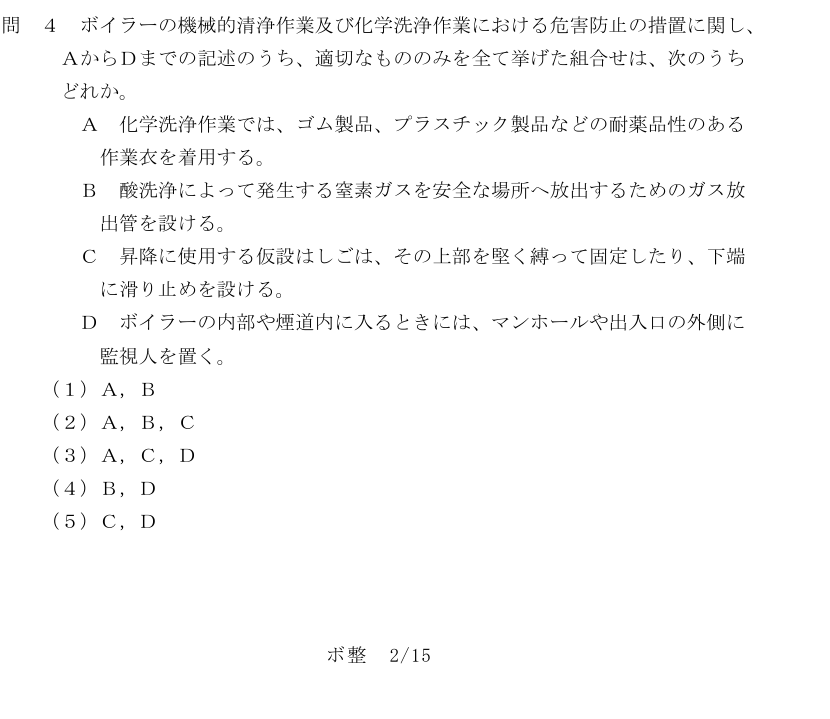 問　４　ボイラーの機械的清浄作業及び化学洗浄作業における危害防止の措置に関し、
ＡからＤまでの記述のうち、適切なもののみを全て挙げた組合せは、次のうち
どれか。
Ａ　化学洗浄作業では、ゴム製品、プラスチック製品などの耐薬品性のある
作業衣を着用する。
Ｂ　酸洗浄によって発生する窒素ガスを安全な場所へ放出するためのガス放
出管を設ける。
Ｃ　昇降に使用する仮設はしごは、その上部を堅く縛って固定したり、下端
に滑り止めを設ける。
Ｄ　ボイラーの内部や煙道内に入るときには、マンホールや出入口の外側に
監視人を置く。
（１）Ａ，Ｂ
（２）Ａ，Ｂ，Ｃ
（３）Ａ，Ｃ，Ｄ
（４）Ｂ，Ｄ
（５）Ｃ，Ｄ
ボ整　2/15